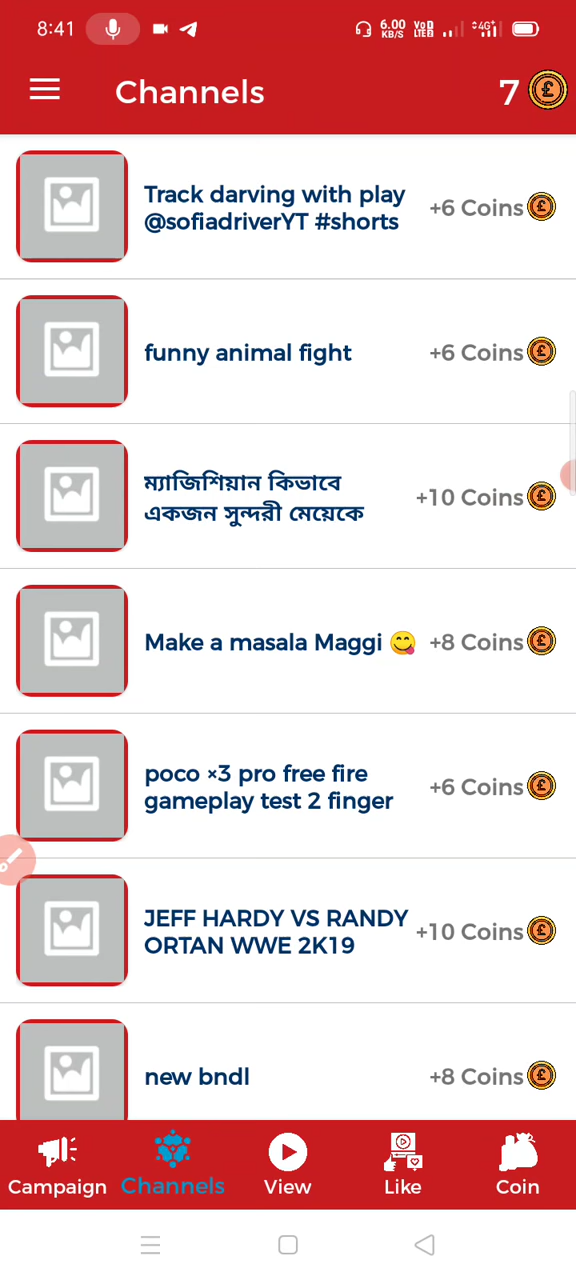 8:41
6.00 KB/S
VoD LTE
4G
Channels
7
Track darving with play
@sofiadriverYT #shorts
+6 Coins
funny animal fight
+6 Coins
ম্যাজিশিয়ান কিভাবে
একজন সুন্দরী মেয়েকে
+10 Coins
Make a masala Maggi 😋
+8 Coins
poco ×3 pro free fire
gameplay test 2 finger
+6 Coins
JEFF HARDY VS RANDY
ORTAN WWE 2K19
+10 Coins
new bndl
+8 Coins
Campaign
Channels
View
Like
Coin